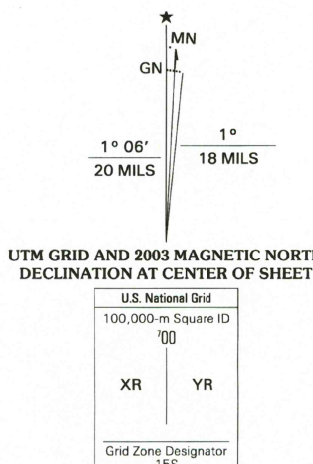 MN
GN
1° 06′
20 MILS
1°
18 MILS
UTM GRID AND 2003 MAGNETIC NORTH
DECLINATION AT CENTER OF SHEET
U.S. National Grid
100,000-m Square ID
⁷00
XR YR
Grid Zone Designator